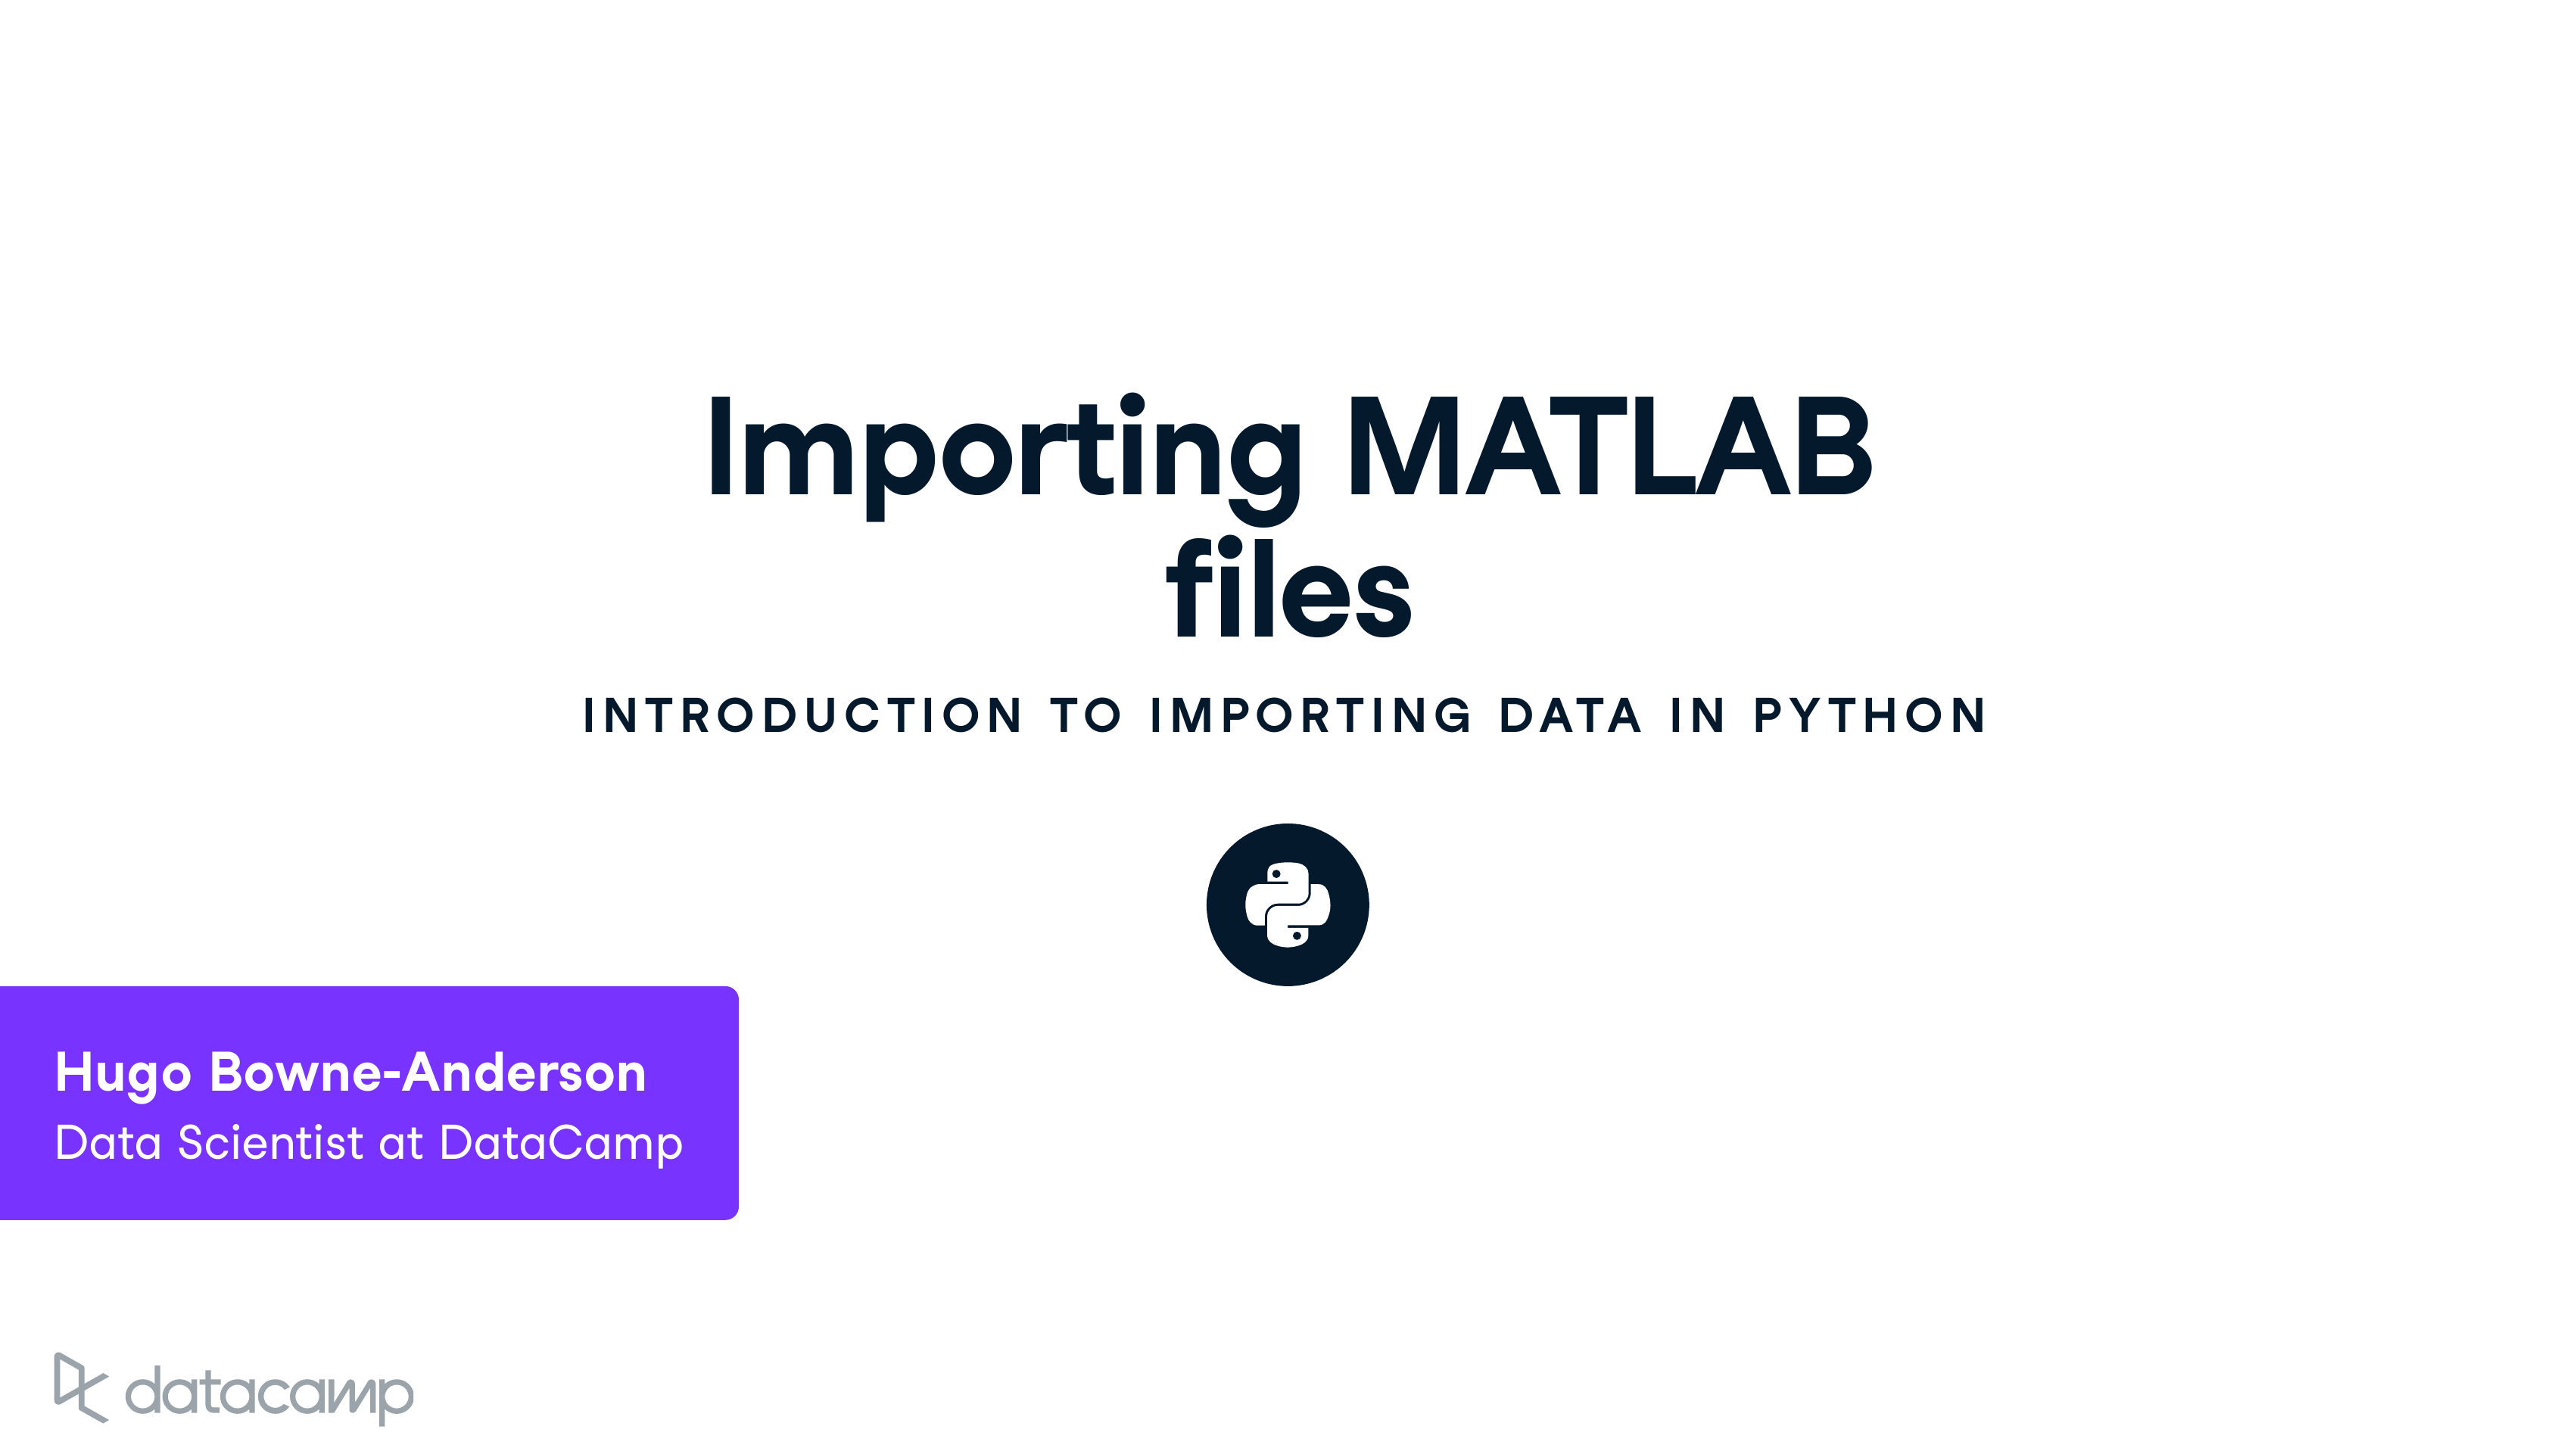 Importing MATLAB
files
INTRODUCTION TO IMPORTING DATA IN PYTHON
Hugo Bowne-Anderson
Data Scientist at DataCamp
datacamp